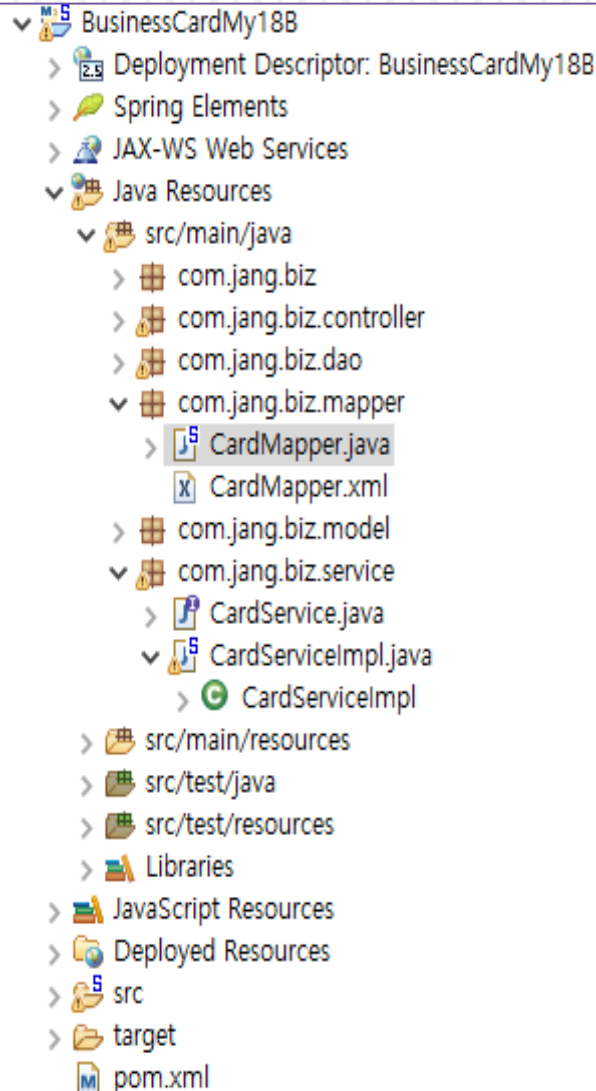 BusinessCardMy18B
2.5 Deployment Descriptor: BusinessCardMy18B
Spring Elements
JAX-WS Web Services
Java Resources
src/main/java
com.jang.biz
com.jang.biz.controller
com.jang.biz.dao
com.jang.biz.mapper
CardMapper.java
CardMapper.xml
com.jang.biz.model
com.jang.biz.service
CardService.java
CardServiceImpl.java
CardServiceImpl
src/main/resources
src/test/java
src/test/resources
Libraries
JavaScript Resources
Deployed Resources
src
target
pom.xml